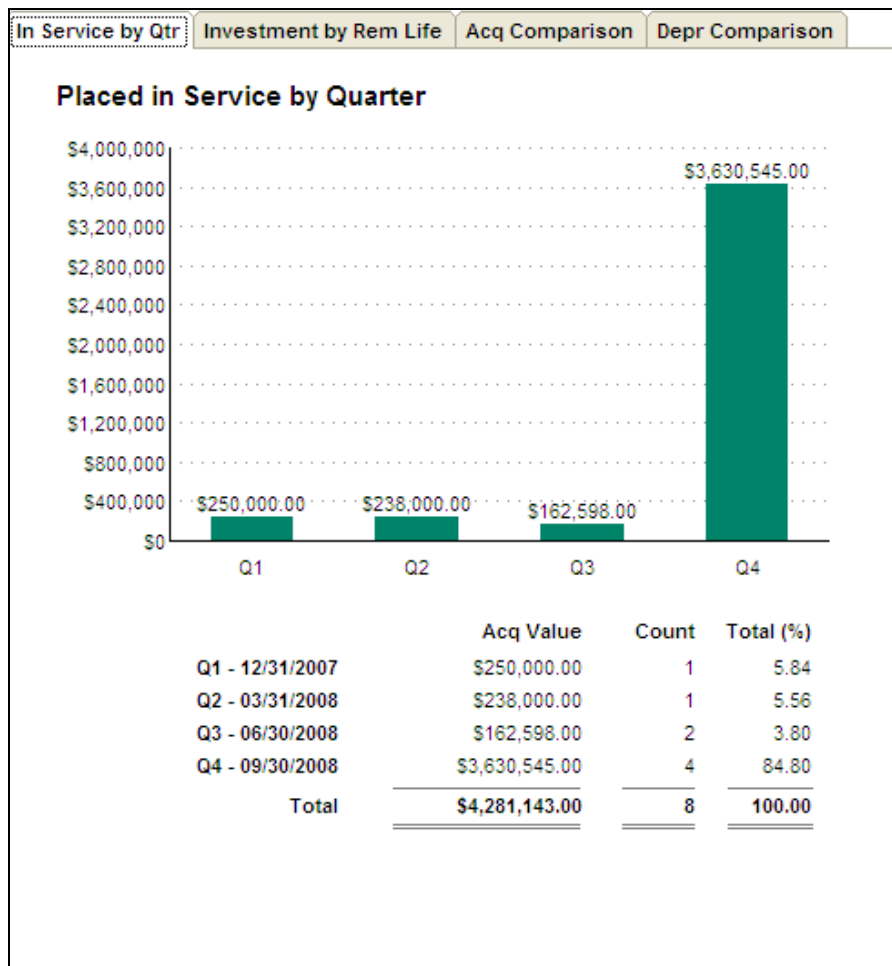 In Service by Qtr Investment by Rem Life Acq Comparison Depr Comparison
Placed in Service by Quarter
$4,000,000
$3,630,545.00
$3,600,000
$3,200,000
$2,800,000
$2,400,000
$2,000,000
$1,600,000
$1,200,000
$800,000
$400,000 $250,000.00 $238,000.00 $162,598.00
$0
Q1 Q2 Q3 Q4
Acq Value Count Total (%)
Q1 - 12/31/2007 $250,000.00 1 5.84
Q2 - 03/31/2008 $238,000.00 1 5.56
Q3 - 06/30/2008 $162,598.00 2 3.80
Q4 - 09/30/2008 $3,630,545.00 4 84.80
Total $4,281,143.00 8 100.00